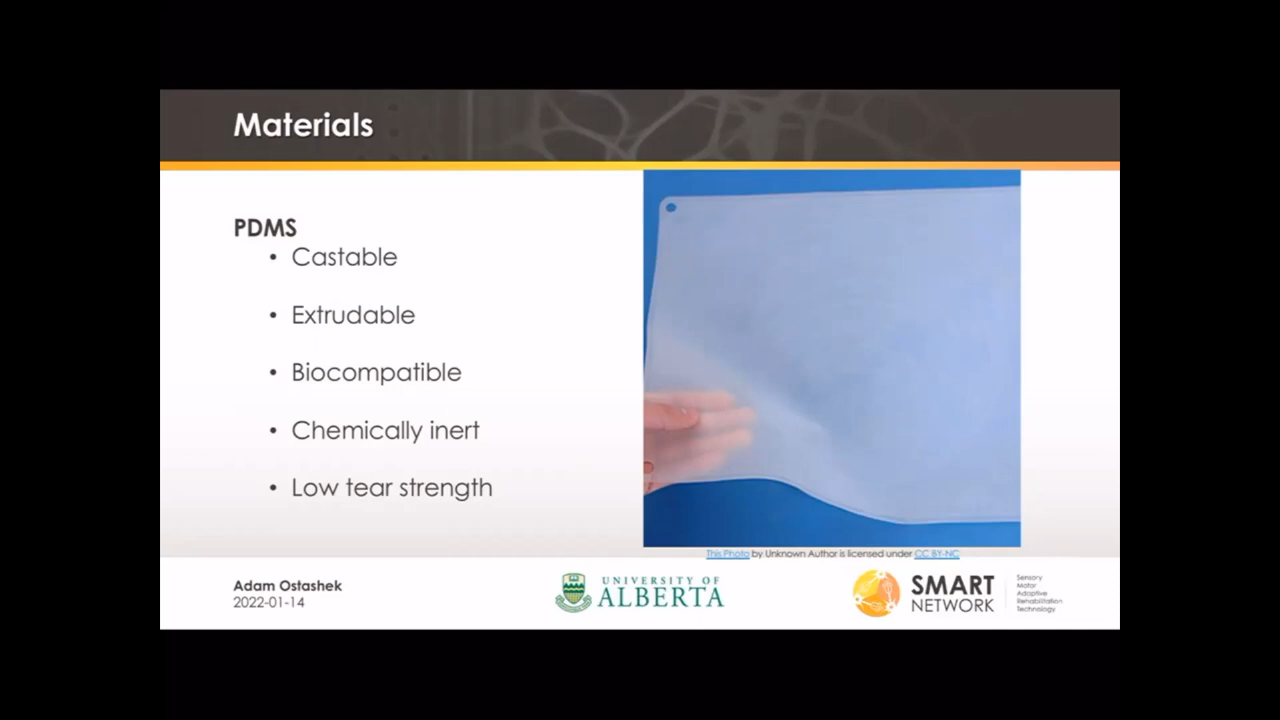 Materials
PDMS
• Castable
• Extrudable
• Biocompatible
• Chemically inert
• Low tear strength
This Photo by Unknown Author is licensed under CC BY-NC
Adam Ostashek
2022-01-14
UNIVERSITY OF
ALBERTA
SMART
NETWORK
Sensory
Motor
Adaptive
Rehabilitation
Technology